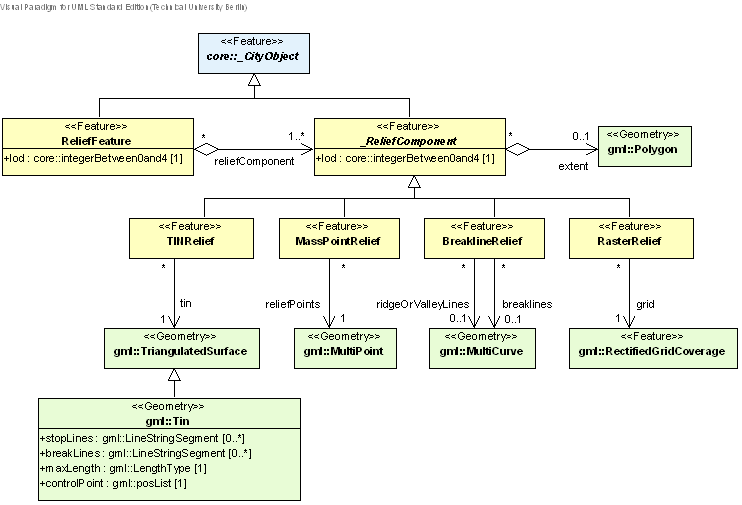 Visual Paradigm for UML Standard Edition(Technical University Berlin)
<<Feature>>
core::_CityObject
<<Feature>>
ReliefFeature
+lod : core::integerBetween0and4 [1]
*
1..*
reliefComponent
<<Feature>>
_ReliefComponent
+lod : core::integerBetween0and4 [1]
*
0..1
extent
<<Geometry>>
gml::Polygon
<<Feature>>
TINRelief
<<Feature>>
MassPointRelief
<<Feature>>
BreaklineRelief
<<Feature>>
RasterRelief
*
*
*
*
*
tin
reliefPoints
ridgeOrValleyLines
breaklines
grid
1
1
0..1
0..1
1
<<Geometry>>
gml::TriangulatedSurface
<<Geometry>>
gml::MultiPoint
<<Geometry>>
gml::MultiCurve
<<Feature>>
gml::RectifiedGridCoverage
<<Geometry>>
gml::Tin
+stopLines : gml::LineStringSegment [0..*]
+breakLines : gml::LineStringSegment [0..*]
+maxLength : gml::LengthType [1]
+controlPoint : gml::posList [1]